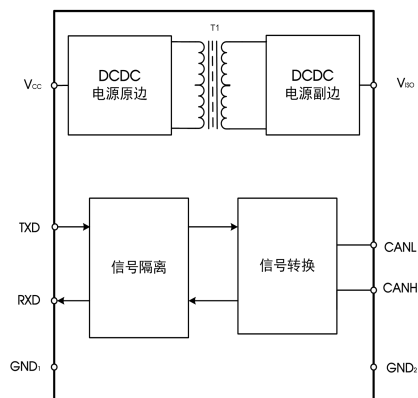 T1
DCDC
电源原边
DCDC
电源副边
VCC
VISO
TXD
RXD
信号隔离
信号转换
CANL
CANH
GND1
GND2